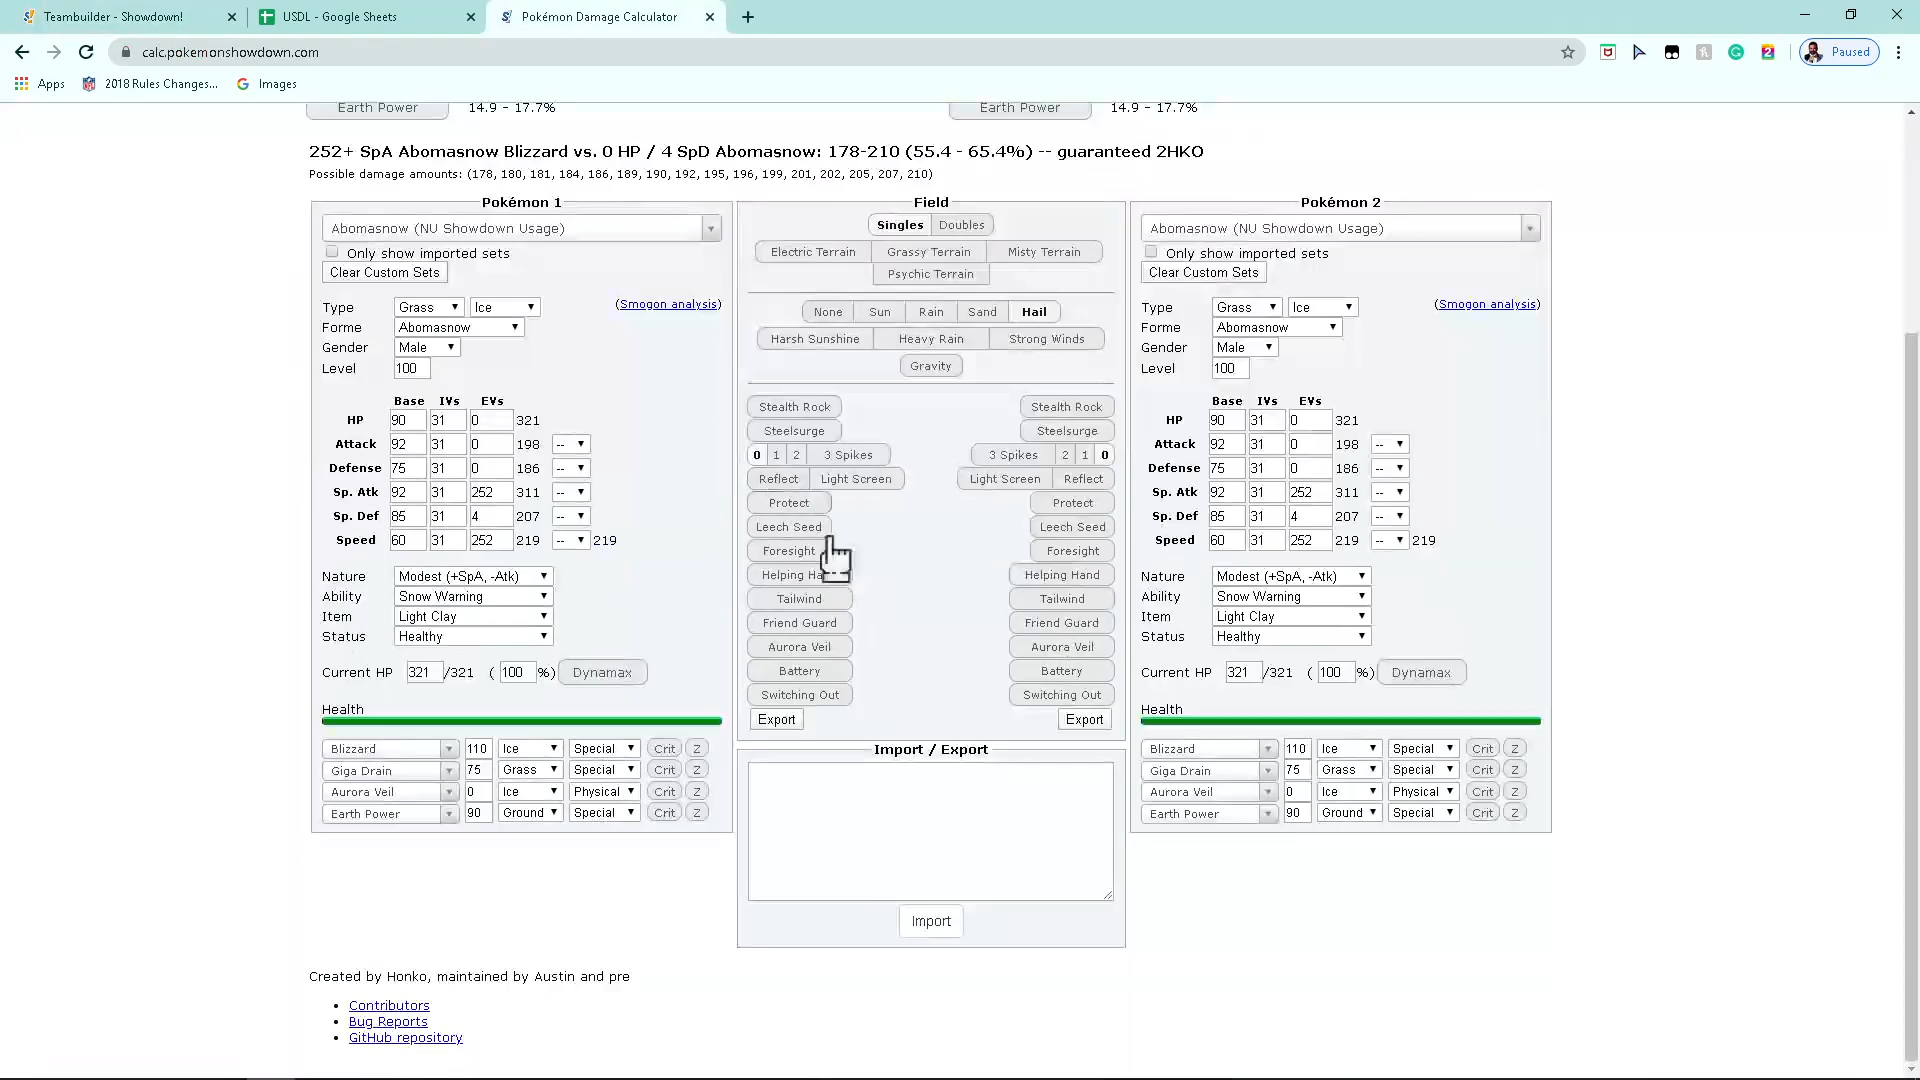 Teambuilder - Showdown!
USDL - Google Sheets
Pokémon Damage Calculator
calc.pokemonshowdown.com
Paused
Apps
2018 Rules Changes...
Images
Earth Power 14.9 - 17.7%
Earth Power 14.9 - 17.7%
252+ SpA Abomasnow Blizzard vs. 0 HP / 4 SpD Abomasnow: 178-210 (55.4 - 65.4%) -- guaranteed 2HKO
Possible damage amounts: (178, 180, 181, 184, 186, 189, 190, 192, 195, 196, 199, 201, 202, 205, 207, 210)
Pokémon 1
Abomasnow (NU Showdown Usage)
Only show imported sets
Clear Custom Sets
Type Grass Ice (Smogon analysis)
Forme Abomasnow
Gender Male
Level 100
Base IVs EVs
HP 90 31 0 321
Attack 92 31 0 198 --
Defense 75 31 0 186 --
Sp. Atk 92 31 252 311 --
Sp. Def 85 31 4 207 --
Speed 60 31 252 219 -- 219
Nature Modest (+SpA, -Atk)
Ability Snow Warning
Item Light Clay
Status Healthy
Current HP 321 /321 ( 100 %) Dynamax
Health
Blizzard 110 Ice Special Crit Z
Giga Drain 75 Grass Special Crit Z
Aurora Veil 0 Ice Physical Crit Z
Earth Power 90 Ground Special Crit Z
Field
Singles Doubles
Electric Terrain Grassy Terrain Misty Terrain
Psychic Terrain
None Sun Rain Sand Hail
Harsh Sunshine Heavy Rain Strong Winds
Gravity
Stealth Rock Stealth Rock
Steelsurge Steelsurge
0 1 2 3 Spikes 3 Spikes 2 1 0
Reflect Light Screen Light Screen Reflect
Protect Protect
Leech Seed Leech Seed
Foresight Foresight
Helping Ha Helping Hand
Tailwind Tailwind
Friend Guard Friend Guard
Aurora Veil Aurora Veil
Battery Battery
Switching Out Switching Out
Export Export
Import / Export
Import
Pokémon 2
Abomasnow (NU Showdown Usage)
Only show imported sets
Clear Custom Sets
Type Grass Ice (Smogon analysis)
Forme Abomasnow
Gender Male
Level 100
Base IVs EVs
HP 90 31 0 321
Attack 92 31 0 198 --
Defense 75 31 0 186 --
Sp. Atk 92 31 252 311 --
Sp. Def 85 31 4 207 --
Speed 60 31 252 219 -- 219
Nature Modest (+SpA, -Atk)
Ability Snow Warning
Item Light Clay
Status Healthy
Current HP 321 /321 ( 100 %) Dynamax
Health
Blizzard 110 Ice Special Crit Z
Giga Drain 75 Grass Special Crit Z
Aurora Veil 0 Ice Physical Crit Z
Earth Power 90 Ground Special Crit Z
Created by Honko, maintained by Austin and pre
Contributors
Bug Reports
GitHub repository